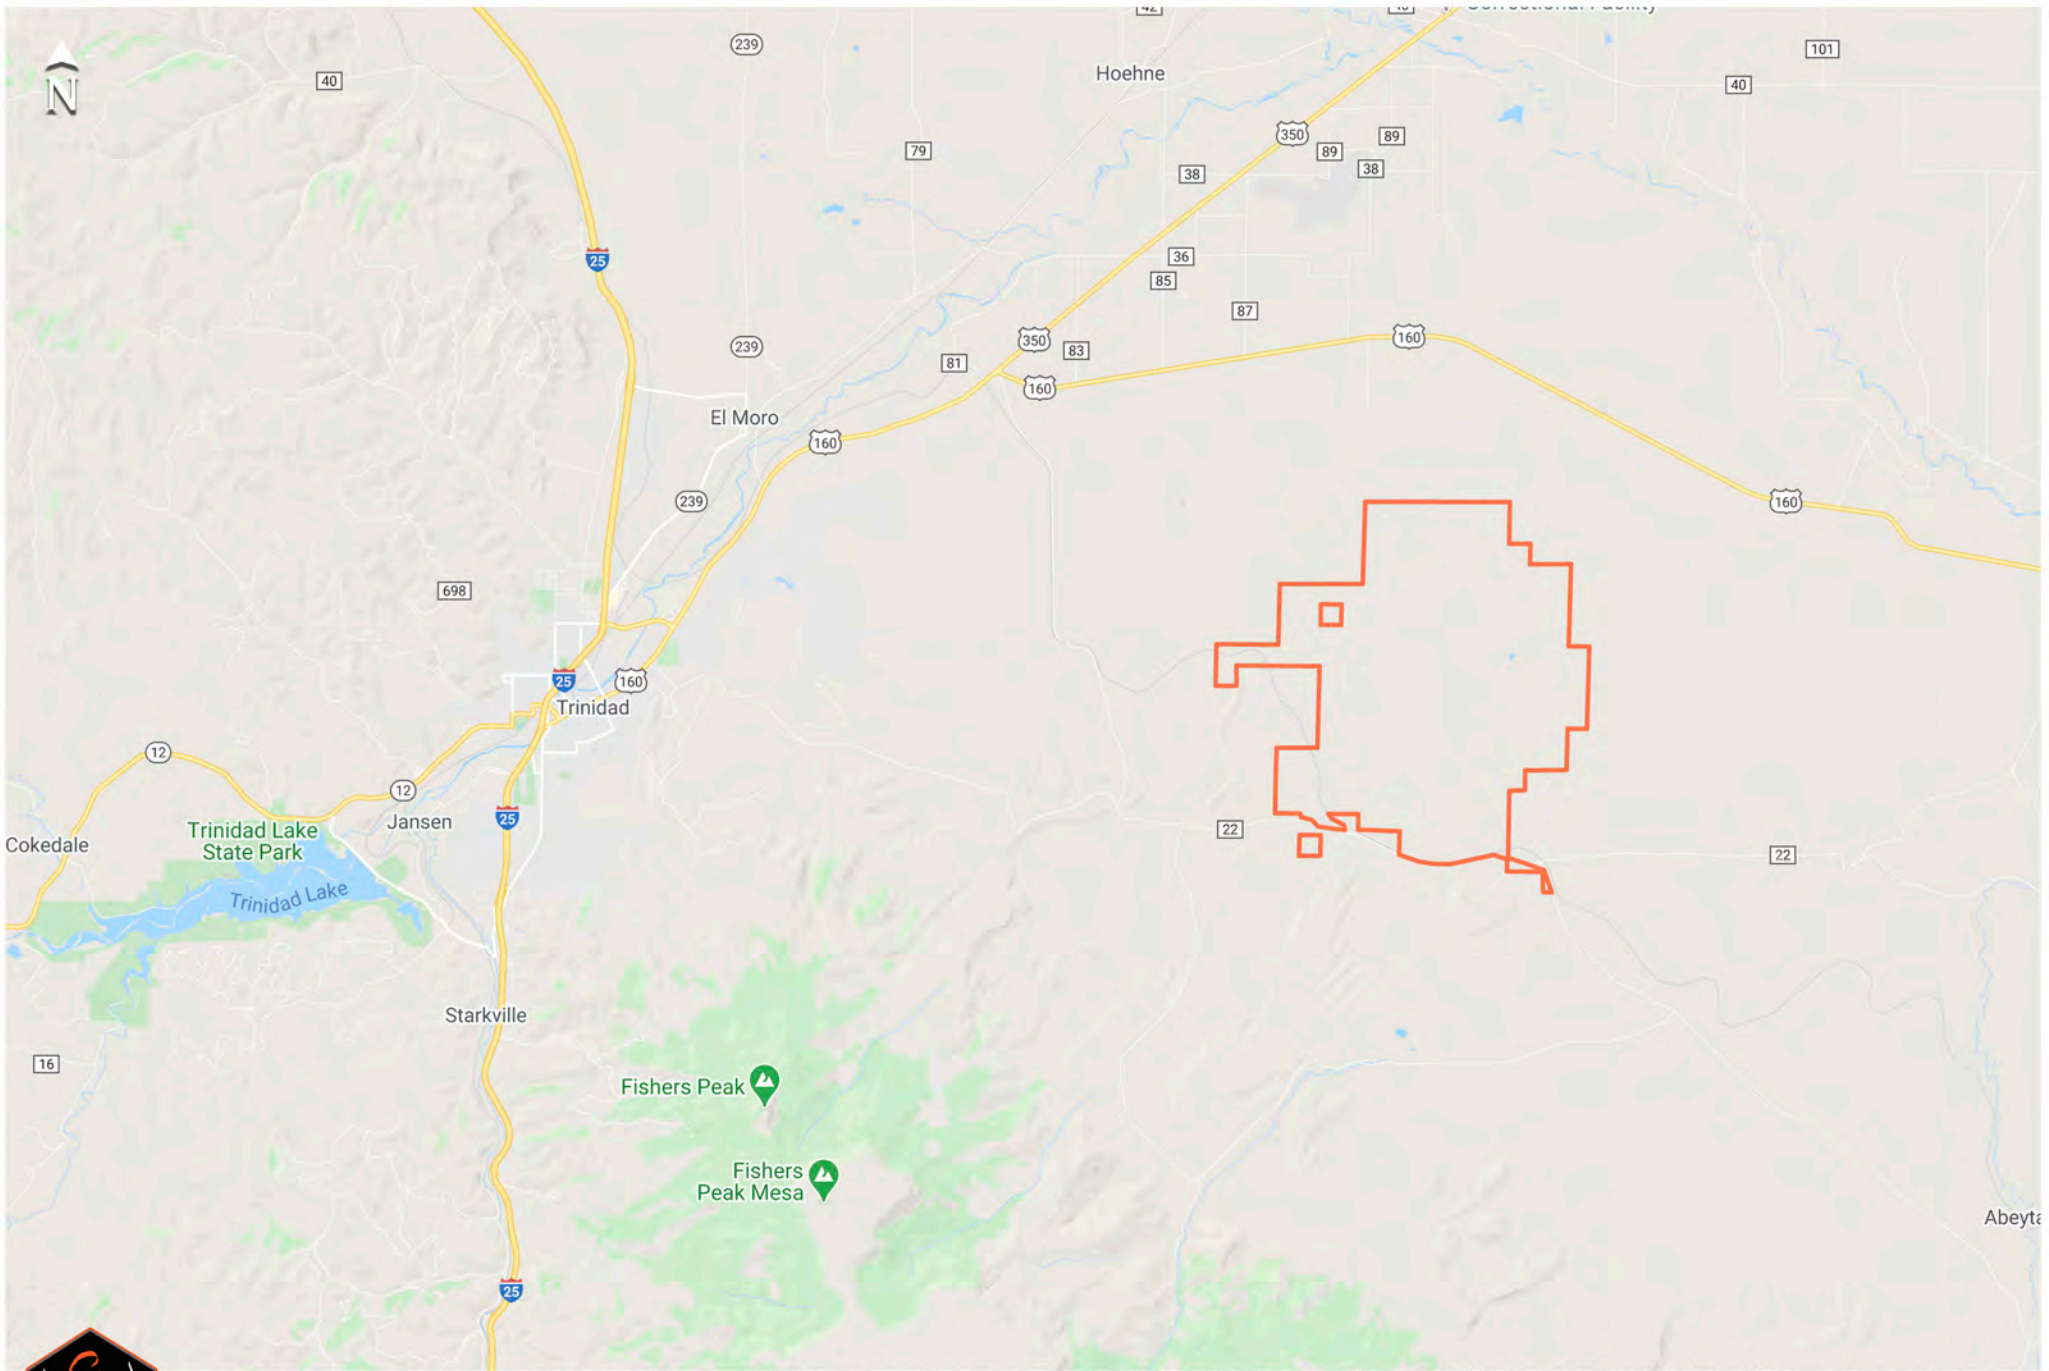 N
40
239
Hoehne
101
40
350
89
89
38
79
38
25
36
85
87
239
350
83
81
160
160
El Moro
160
239
160
698
25
160
Trinidad
12
12
25
Jansen
22
22
Trinidad Lake
State Park
Cokedale
Trinidad Lake
Starkville
16
Fishers Peak
Fishers
Peak Mesa
25